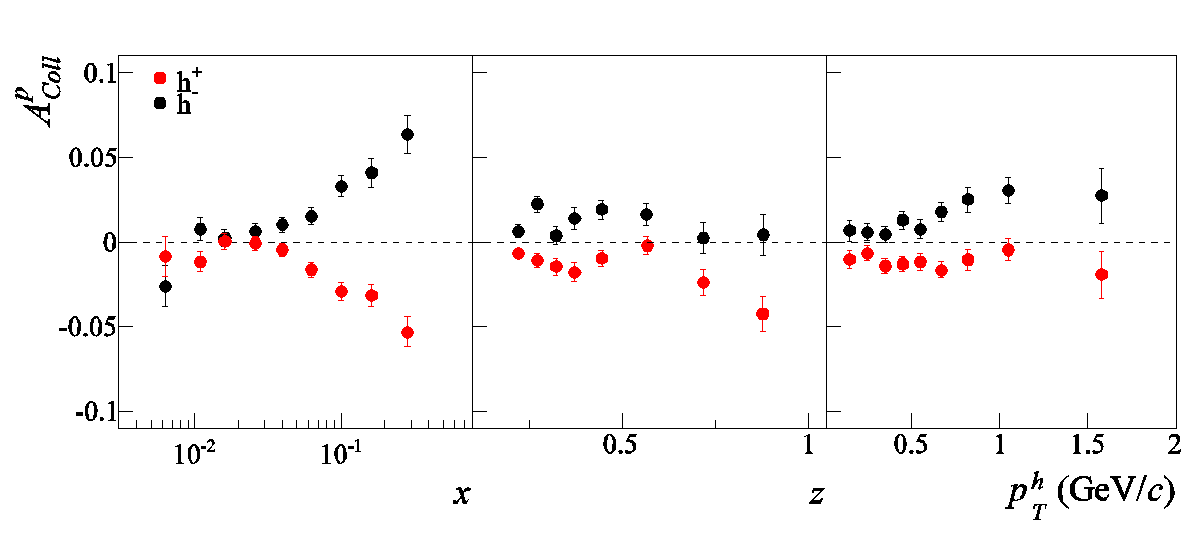 A^p_Coll
0.1
0.05
0
-0.05
-0.1
h^+
h^-
10^-2 10^-1
0.5 1
0.5 1 1.5 2
x
z
p_T^h (GeV/c)